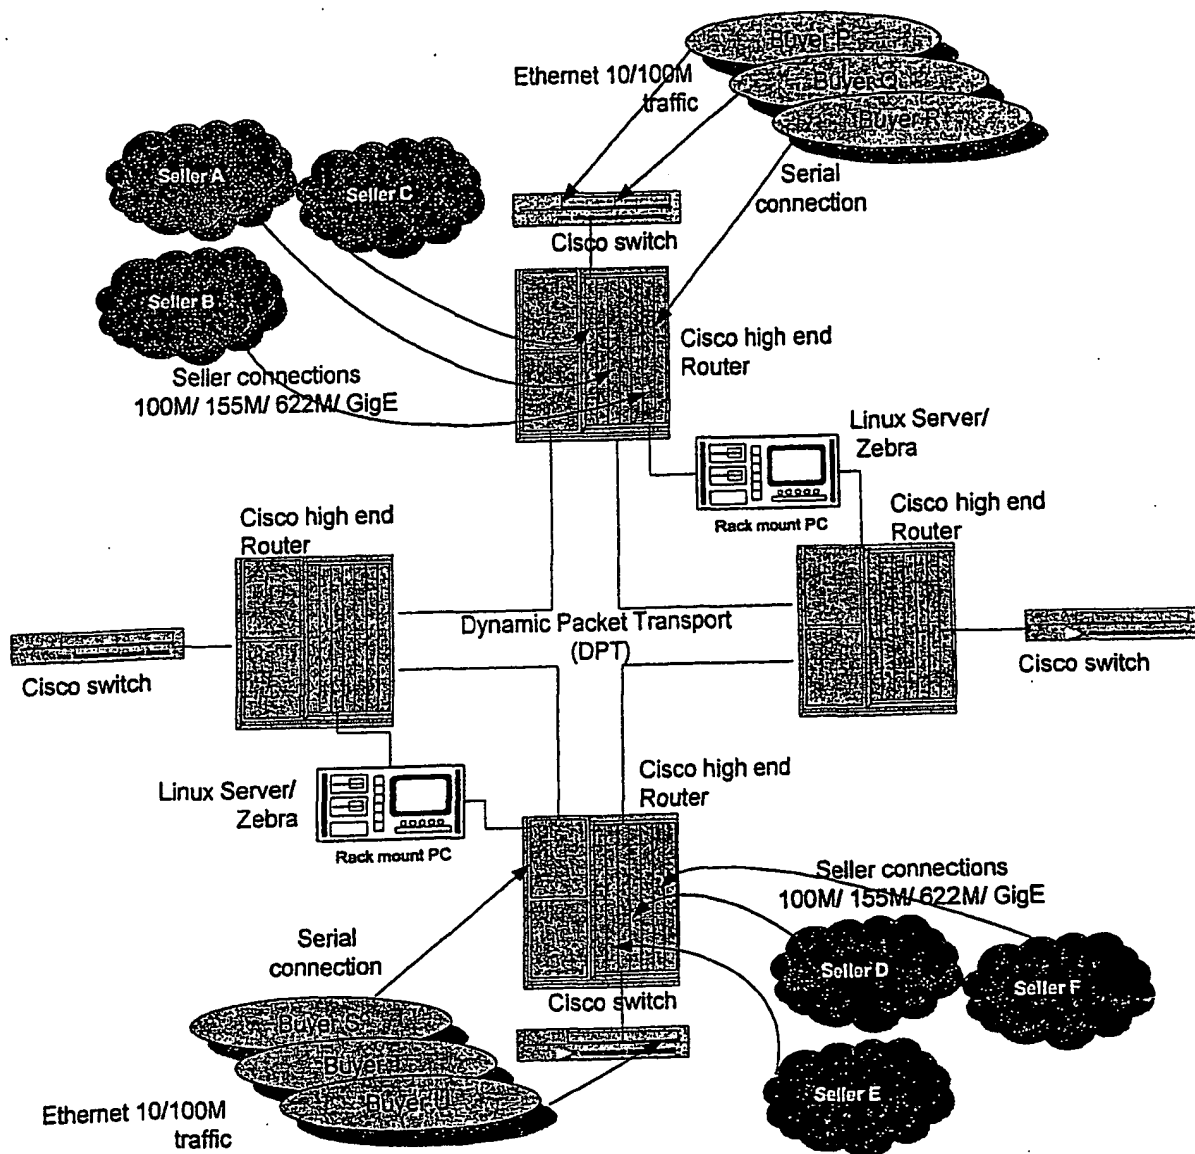 Buyer P
Ethernet 10/100M
traffic
Buyer Q
Buyer R
Seller A
Seller C
Serial
connection
Cisco switch
Seller B
Cisco high end
Router
Seller connections
100M/ 155M/ 622M/ GigE
Linux Server/
Zebra
Rack mount PC
Cisco high end
Router
Cisco high end
Router
Dynamic Packet Transport
(DPT)
Cisco switch
Cisco switch
Cisco high end
Router
Linux Server/
Zebra
Rack mount PC
Seller connections
100M/ 155M/ 622M/ GigE
Serial
connection
Seller D
Seller F
Cisco switch
Buyer S
Buyer
Buyer U
Seller E
Ethernet 10/100M
traffic